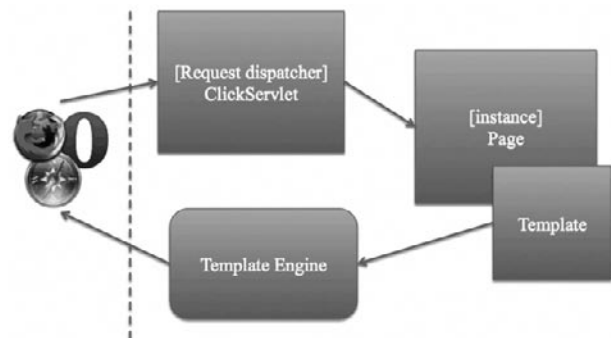 [Request dispatcher]
ClickServlet
[instance]
Page
Template
Template Engine